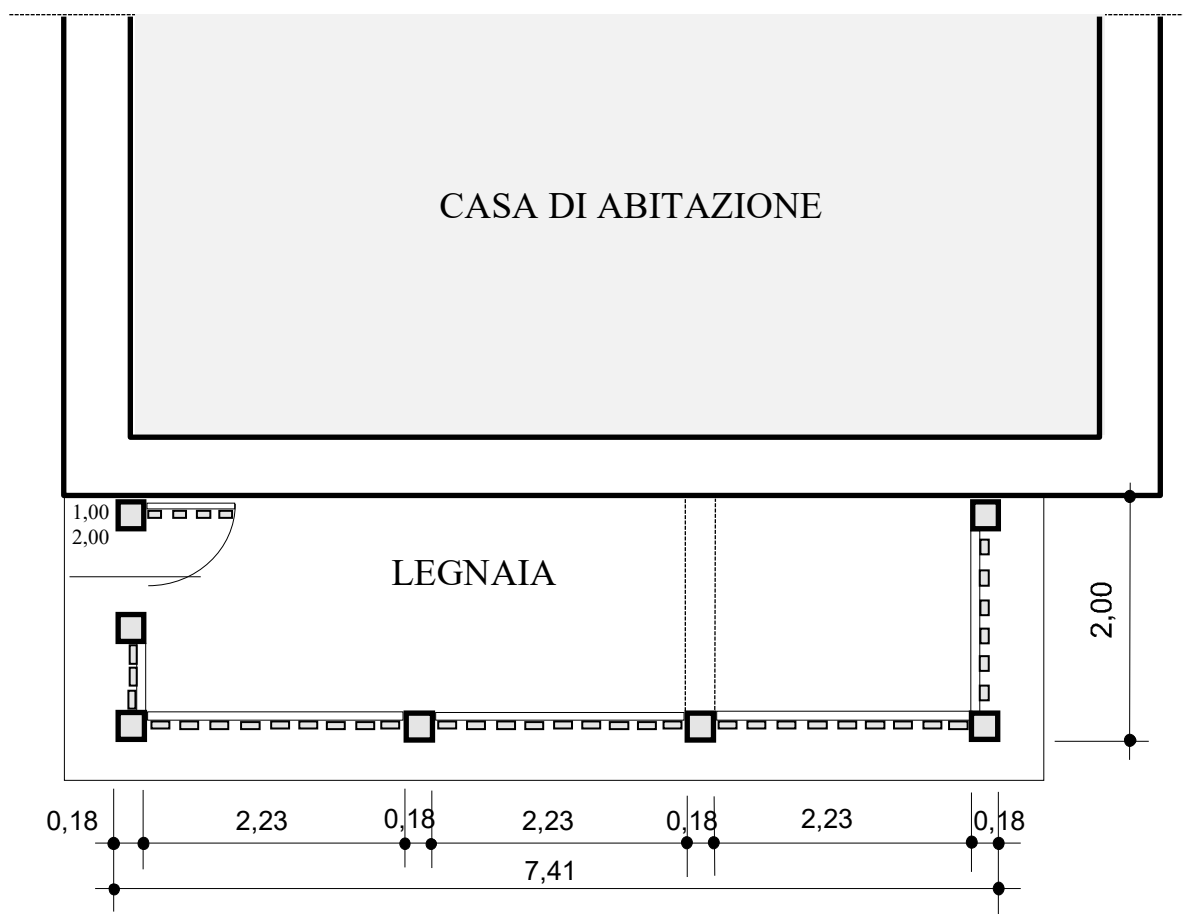 CASA DI ABITAZIONE
1,00
2,00
LEGNAIA
2,00
0,18 2,23 0,18 2,23 0,18 2,23 0,18
7,41